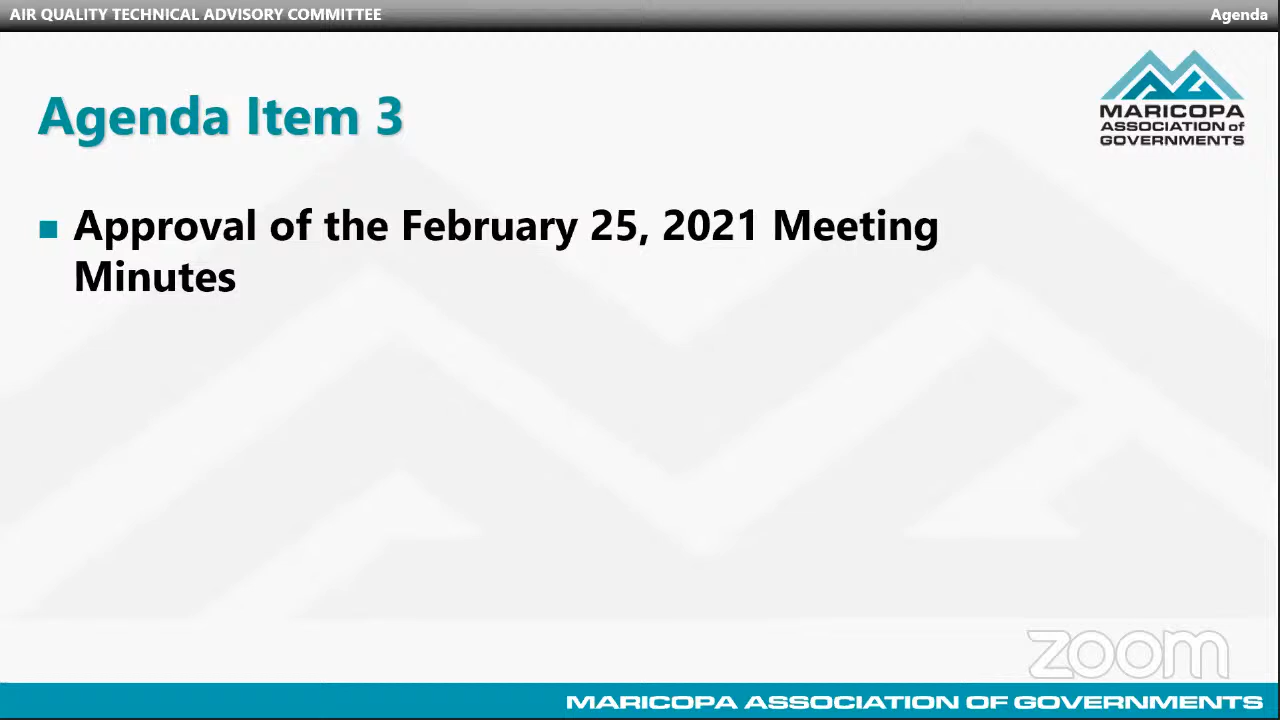 AIR QUALITY TECHNICAL ADVISORY COMMITTEE
Agenda
MARICOPA
ASSOCIATION of
GOVERNMENTS
Agenda Item 3
Approval of the February 25, 2021 Meeting
Minutes
zoom
MARICOPA ASSOCIATION OF GOVERNMENTS